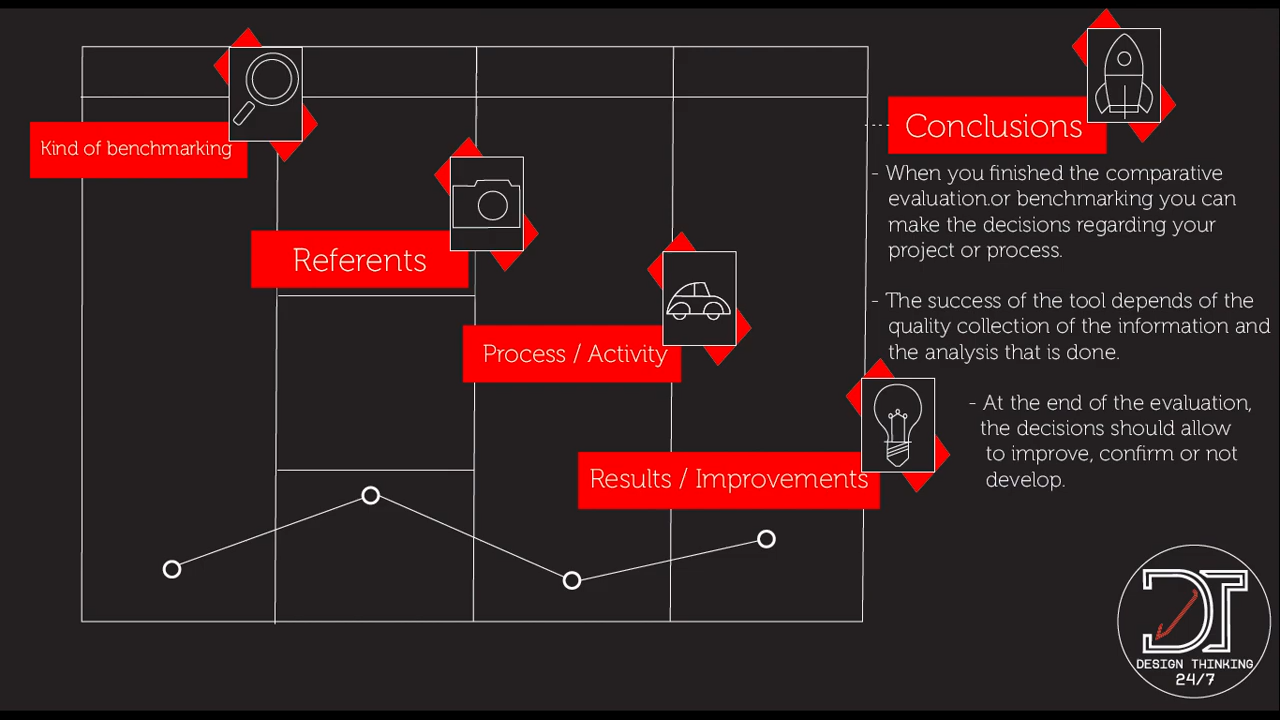 Kind of benchmarking
Referents
Process / Activity
Results / Improvements
Conclusions
- When you finished the comparative
evaluation.or benchmarking you can
make the decisions regarding your
project or process.
- The success of the tool depends of the
quality collection of the information and
the analysis that is done.
- At the end of the evaluation,
the decisions should allow
to improve, confirm or not
develop.
DT
DESIGN THINKING
24/7